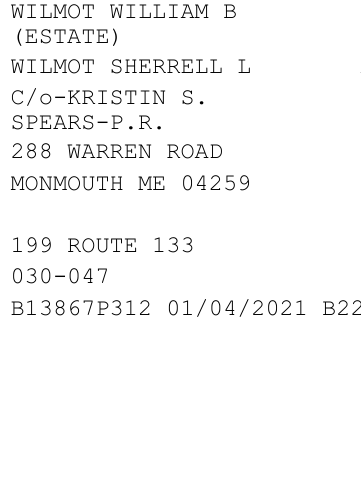 WILMOT WILLIAM B
(ESTATE)
WILMOT SHERRELL L
C/o-KRISTIN S.
SPEARS-P.R.
288 WARREN ROAD
MONMOUTH ME 04259
199 ROUTE 133
030-047
B13867P312 01/04/2021 B22